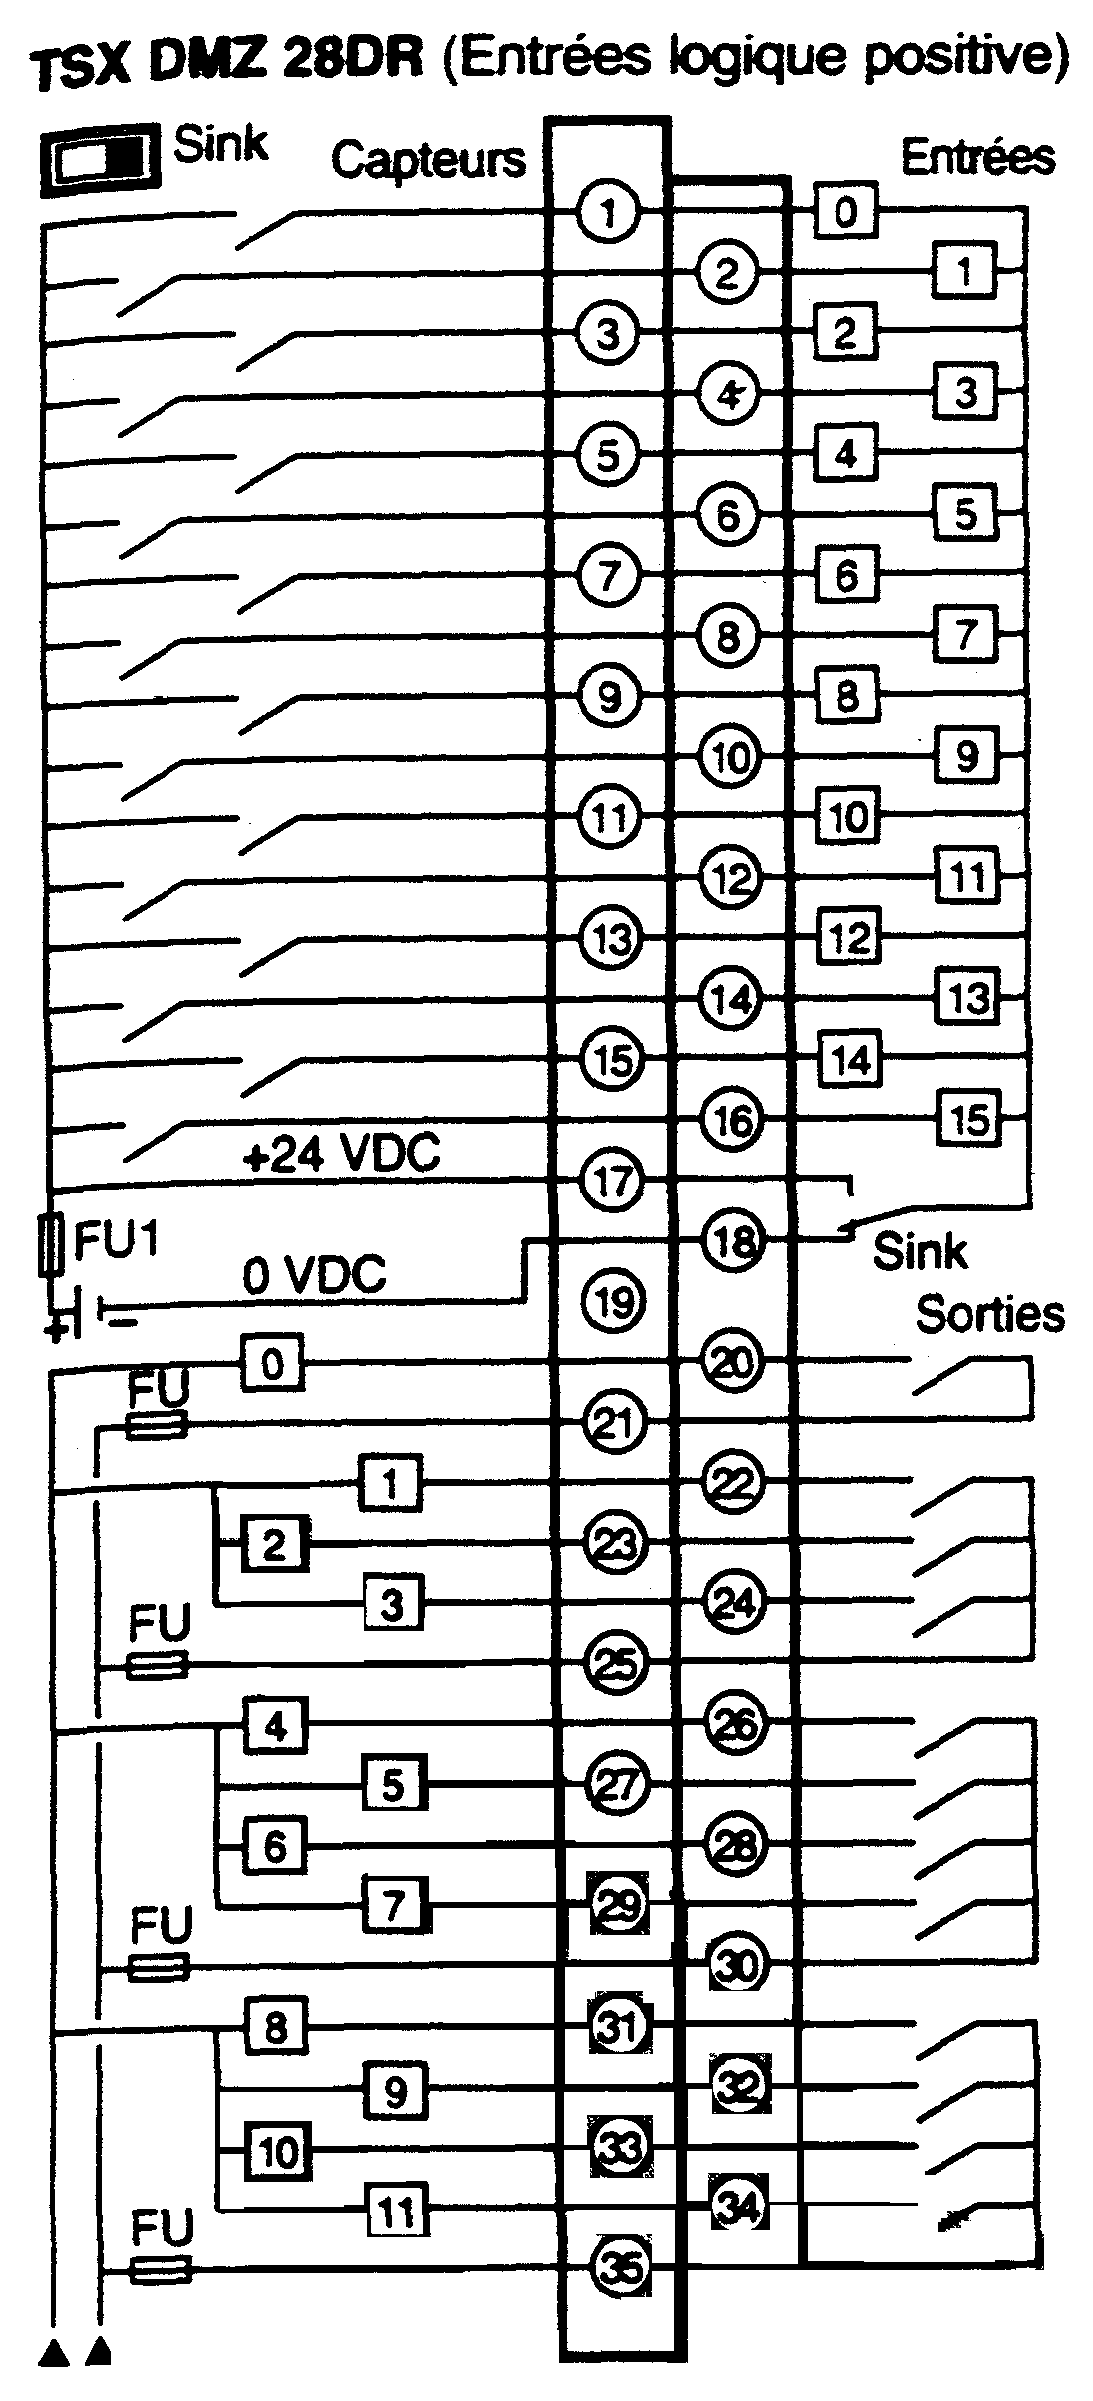 TSX DMZ 28DR (Entrées logique positive)
Sink Capteurs Entrées
1 0
2 1
3 2
4 3
5 4
6 5
7 6
8 7
9 8
10 9
11 10
12 11
13 12
14 13
15 14
16 15
+24 VDC 17
FU1 18 Sink
0 VDC 19
+ − Sorties
0 20
FU 21
1 22
2 23
3 24
FU 25
4 26
5 27
6 28
7 29
FU 30
8 31
9 32
10 33
11 34
FU 35